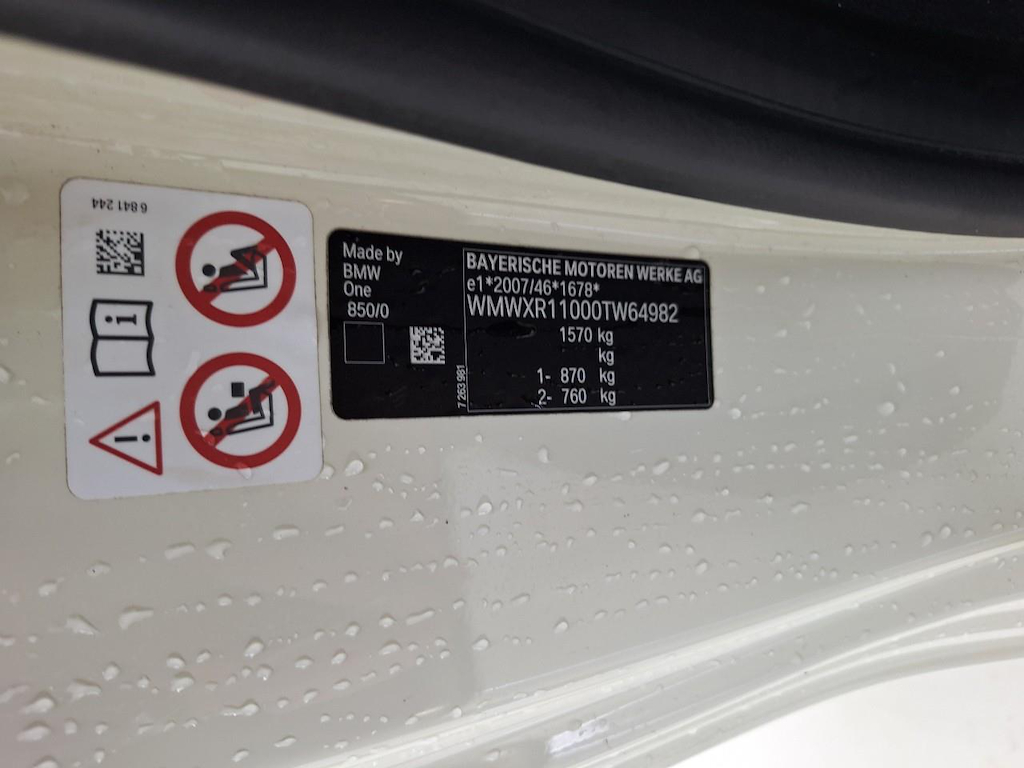 6 841 244
Made by
BMW
One
850/0
BAYERISCHE MOTOREN WERKE AG
e1*2007/46*1678*
WMWXR11000TW64982
1570 kg
kg
1- 870 kg
2- 760 kg
7 263 981